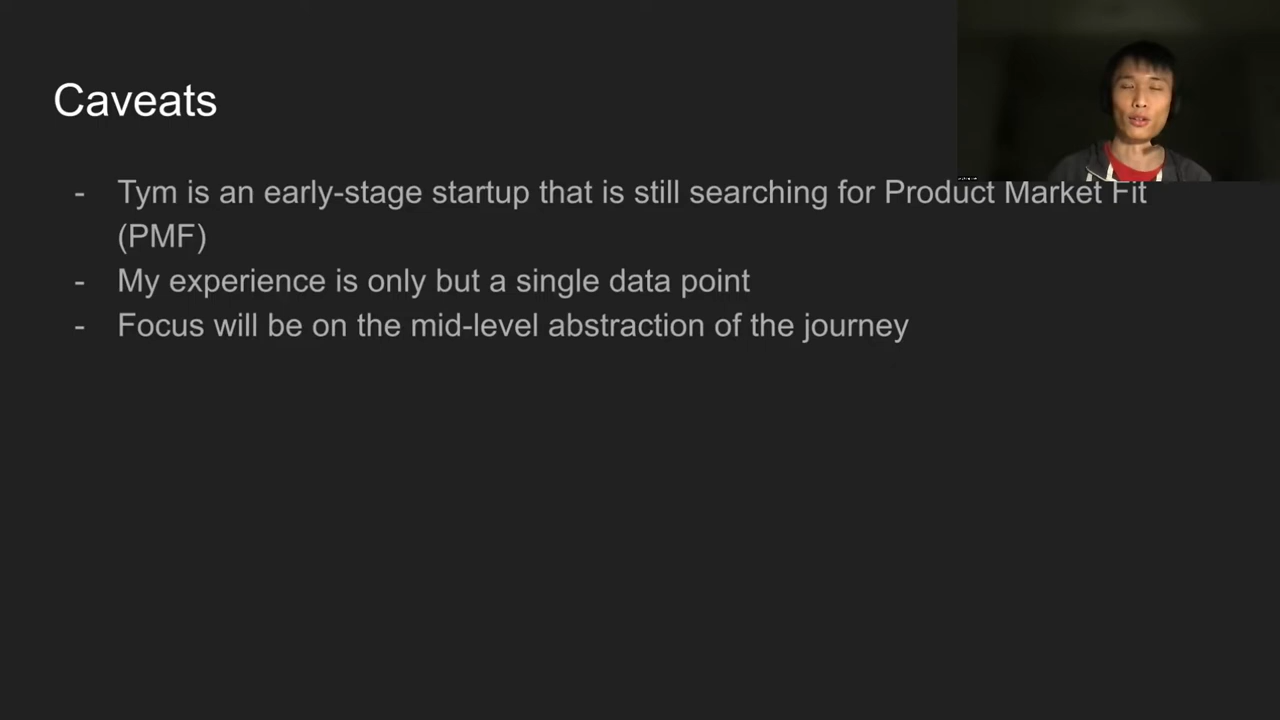 Caveats
- Tym is an early-stage startup that is still searching for Product Market Fit
(PMF)
- My experience is only but a single data point
- Focus will be on the mid-level abstraction of the journey